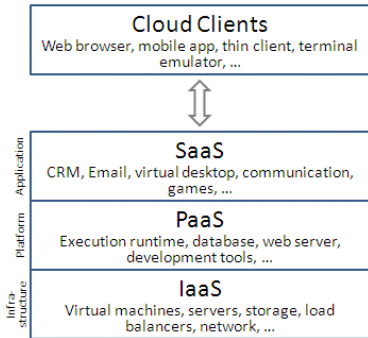 Cloud Clients
Web browser, mobile app, thin client, terminal
emulator, ...
Application
SaaS
CRM, Email, virtual desktop, communication,
games, ...
Platform
PaaS
Execution runtime, database, web server,
development tools, ...
Infra-
structure
IaaS
Virtual machines, servers, storage, load
balancers, network, ...